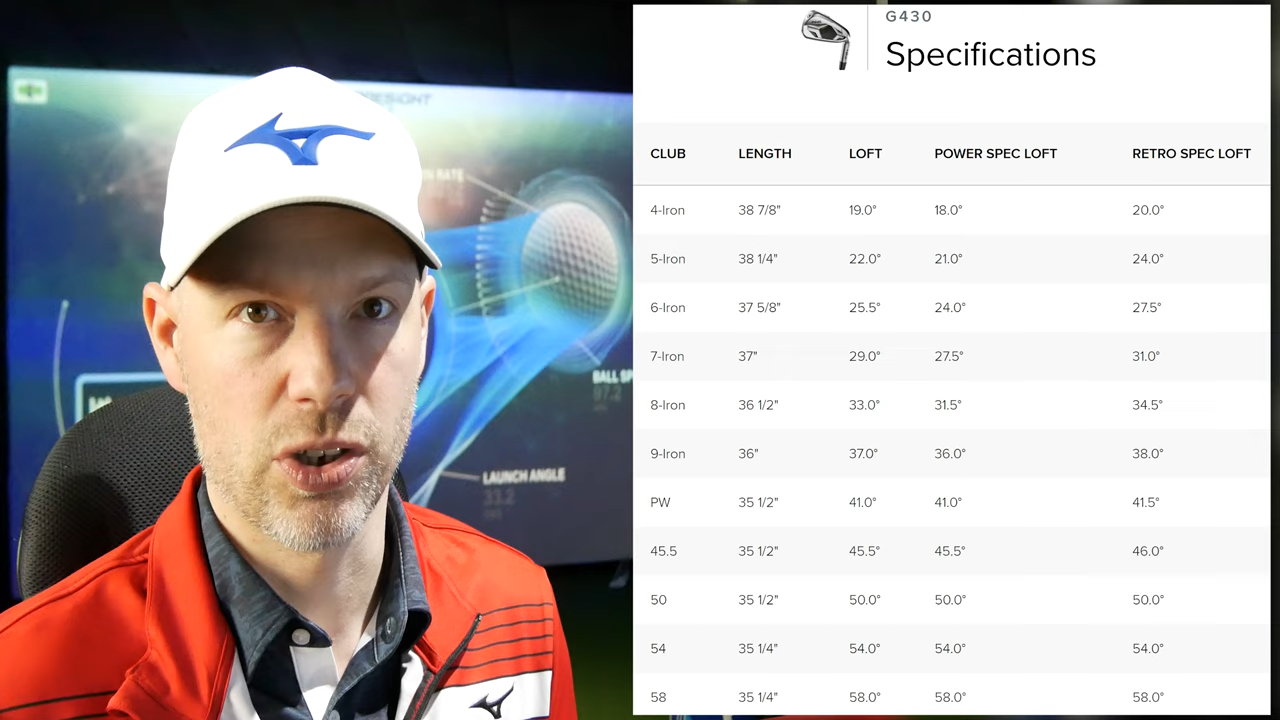 G430
Specifications
CLUB LENGTH LOFT POWER SPEC LOFT RETRO SPEC LOFT
4-Iron 38 7/8" 19.0° 18.0° 20.0°
5-Iron 38 1/4" 22.0° 21.0° 24.0°
6-Iron 37 5/8" 25.5° 24.0° 27.5°
7-Iron 37" 29.0° 27.5° 31.0°
8-Iron 36 1/2" 33.0° 31.5° 34.5°
9-Iron 36" 37.0° 36.0° 38.0°
PW 35 1/2" 41.0° 41.0° 41.5°
45.5 35 1/2" 45.5° 45.5° 46.0°
50 35 1/2" 50.0° 50.0° 50.0°
54 35 1/4" 54.0° 54.0° 54.0°
58 35 1/4" 58.0° 58.0° 58.0°
RATE
LAUNCH ANGLE
33.2